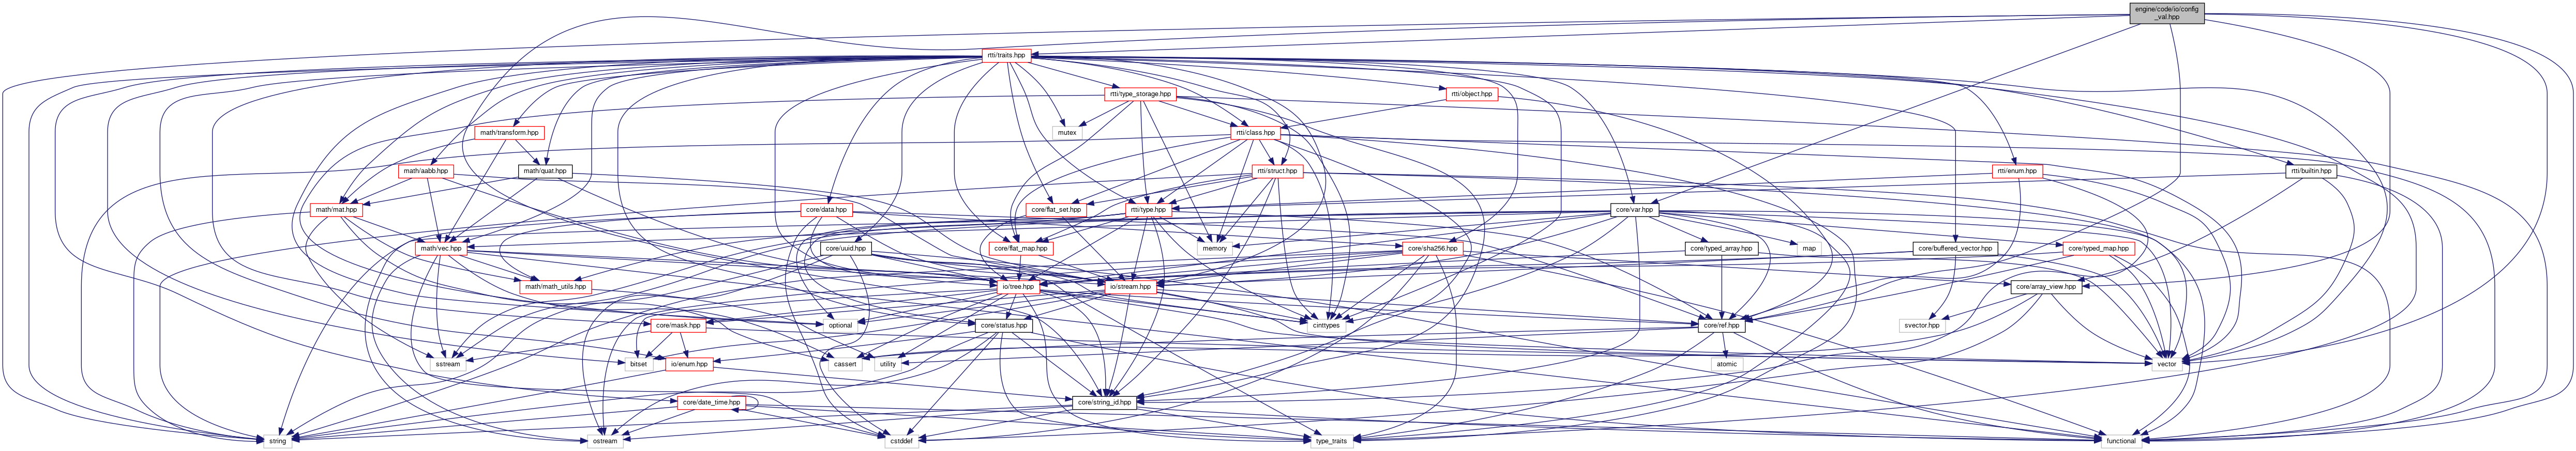 engine/code/io/config
_val.hpp
rtti/traits.hpp
rtti/type_storage.hpp
rtti/object.hpp
math/transform.hpp
mutex
rtti/class.hpp
math/aabb.hpp
math/quat.hpp
rtti/struct.hpp
rtti/enum.hpp
rtti/builtin.hpp
math/mat.hpp
core/data.hpp
core/flat_set.hpp
rtti/type.hpp
core/var.hpp
math/vec.hpp
core/uuid.hpp
core/flat_map.hpp
memory
core/sha256.hpp
core/typed_array.hpp
map
core/typed_map.hpp
core/buffered_vector.hpp
math/math_utils.hpp
io/tree.hpp
io/stream.hpp
core/array_view.hpp
core/mask.hpp
optional
core/status.hpp
cinttypes
core/ref.hpp
svector.hpp
sstream
bitset
io/enum.hpp
cassert
utility
atomic
vector
core/date_time.hpp
core/string_id.hpp
string
ostream
cstddef
type_traits
functional